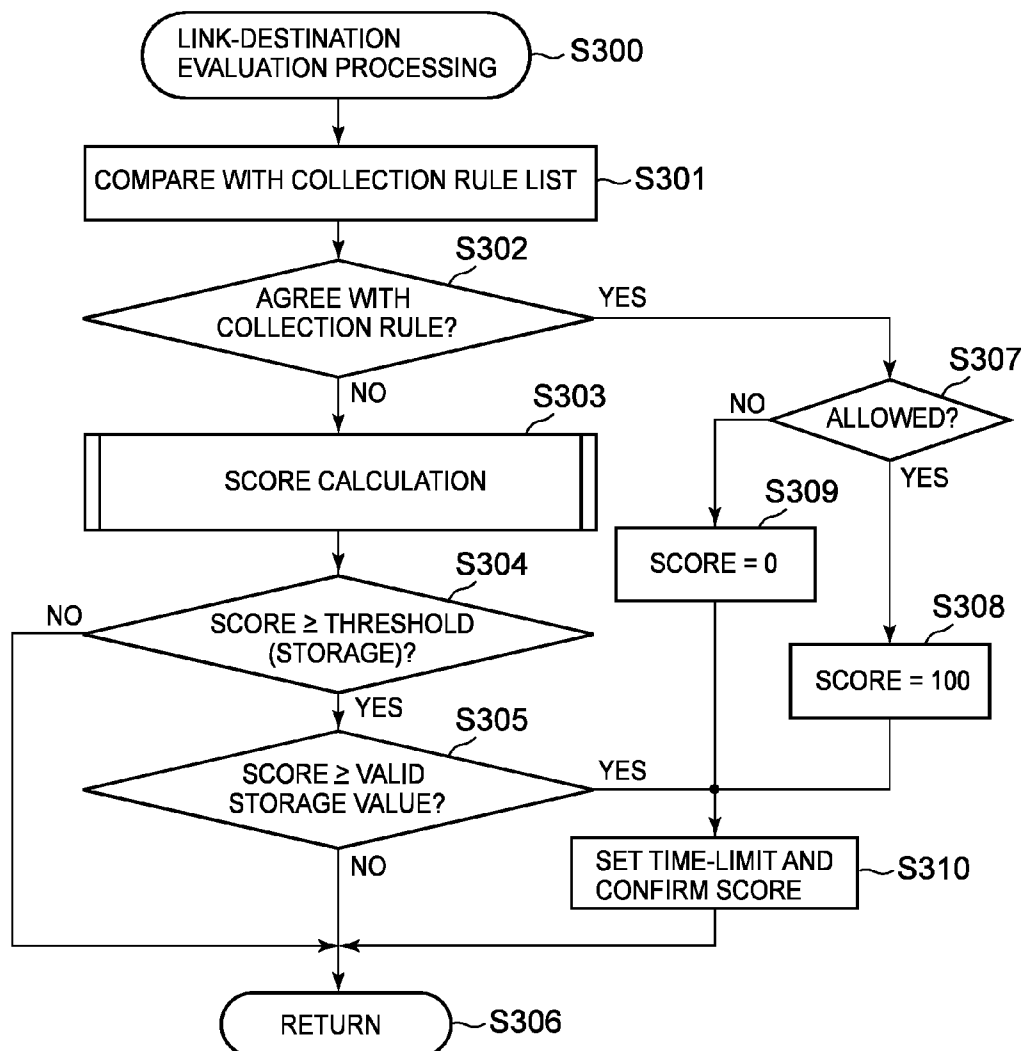 LINK-DESTINATION
EVALUATION PROCESSING
S300
COMPARE WITH COLLECTION RULE LIST
S301
S302
AGREE WITH
COLLECTION RULE?
YES
NO
S307
ALLOWED?
NO
YES
S303
SCORE CALCULATION
S309
SCORE = 0
S304
SCORE ≥ THRESHOLD
(STORAGE)?
NO
YES
S308
SCORE = 100
S305
SCORE ≥ VALID
STORAGE VALUE?
YES
NO
SET TIME-LIMIT AND
CONFIRM SCORE
S310
RETURN
S306